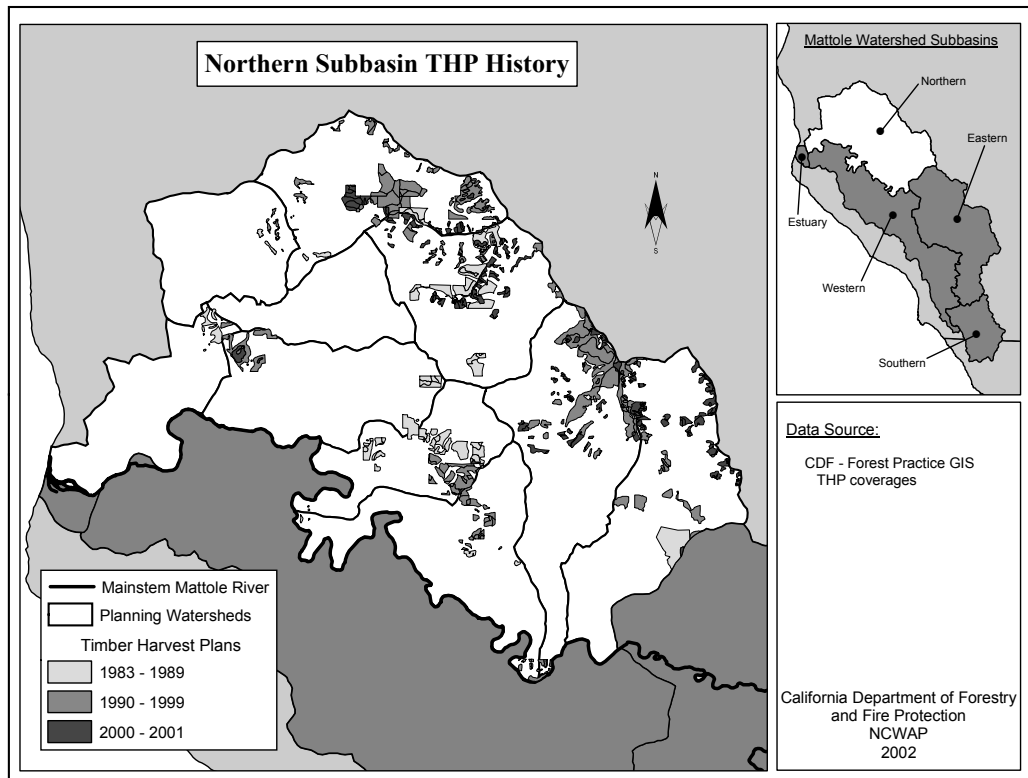 Northern Subbasin THP History
N
S
Mainstem Mattole River
Planning Watersheds
Timber Harvest Plans
1983 - 1989
1990 - 1999
2000 - 2001
Mattole Watershed Subbasins
Northern
Eastern
Estuary
Western
Southern
Data Source:
CDF - Forest Practice GIS
THP coverages
California Department of Forestry
and Fire Protection
NCWAP
2002